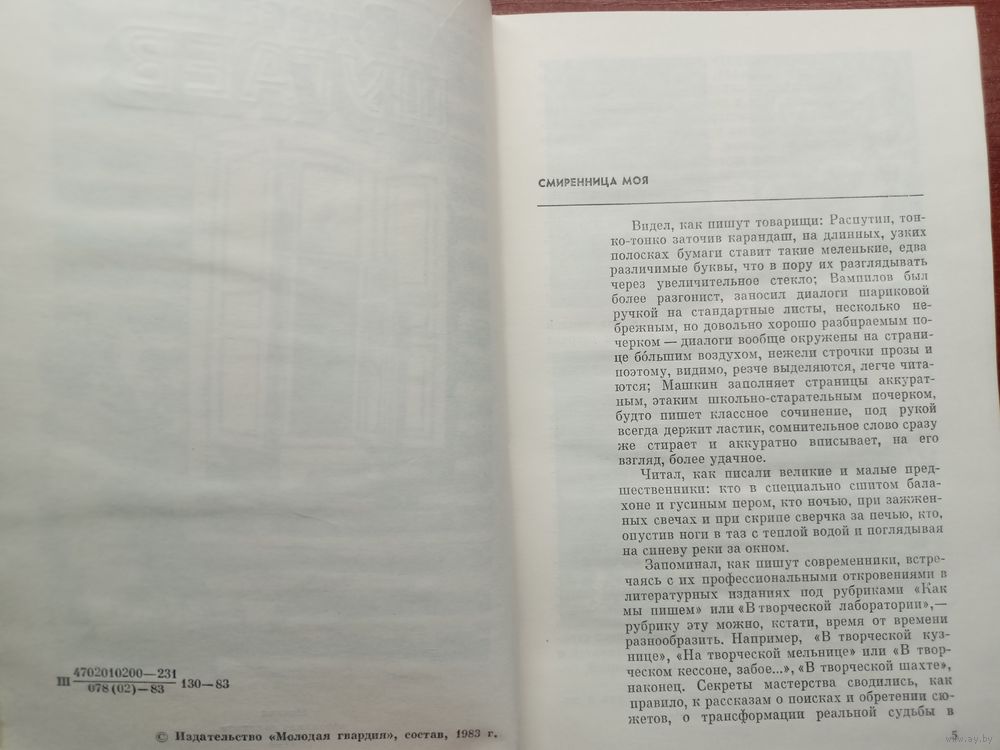 ШУГАЕВ
Ш 4702010200—231
078(02)—83 130—83
© Издательство «Молодая гвардия», состав, 1983 г.
СМИРЕННИЦА МОЯ
Видел, как пишут товарищи: Распутин, тон-
ко-тонко заточив карандаш, на длинных, узких
полосках бумаги ставит такие меленькие, едва
различимые буквы, что в пору их разглядывать
через увеличительное стекло; Вампилов был
более разгонист, заносил диалоги шариковой
ручкой на стандартные листы, несколько не-
брежным, но довольно хорошо разбираемым по-
черком — диалоги вообще окружены на страни-
це бо́льшим воздухом, нежели строчки прозы и
поэтому, видимо, резче выделяются, легче чита-
ются; Машкин заполняет страницы аккурат-
ным, этаким школьно-старательным почерком,
будто пишет классное сочинение, под рукой
всегда держит ластик, сомнительное слово сразу
же стирает и аккуратно вписывает, на его
взгляд, более удачное.
Читал, как писали великие и малые пред-
шественники: кто в специально сшитом бала-
хоне и гусиным пером, кто ночью, при зажжен-
ных свечах и при скрипе сверчка за печью, кто,
опустив ноги в таз с теплой водой и поглядывая
на синеву реки за окном.
Запоминал, как пишут современники, встре-
чаясь с их профессиональными откровениями в
литературных изданиях под рубриками «Как
мы пишем» или «В творческой лаборатории»,—
рубрику эту можно, кстати, время от времени
разнообразить. Например, «В творческой куз-
нице», «На творческой мельнице» или «В твор-
ческом кессоне, забое...», «В творческой шахте»,
наконец. Секреты мастерства сводились, как
правило, к рассказам о поисках и обретении сю-
жетов, о трансформации реальной судьбы в
5
www.ay.by